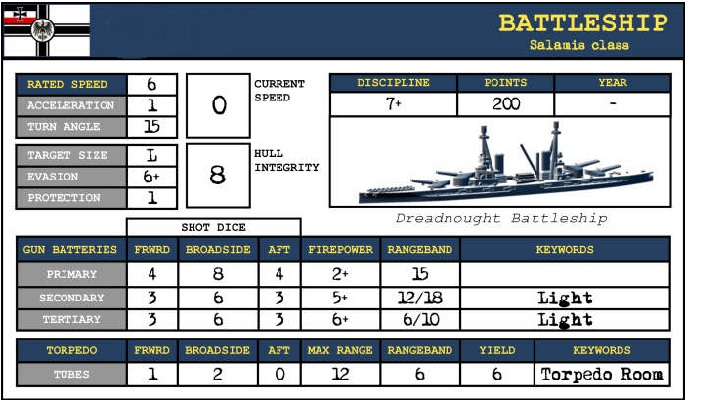 BATTLESHIP
Salamis class
RATED SPEED 6
ACCELERATION 1
TURN ANGLE 15
0 CURRENT SPEED
DISCIPLINE POINTS YEAR
7+ 200 -
TARGET SIZE L
EVASION 6+
PROTECTION 1
8 HULL INTEGRITY
Dreadnought Battleship
SHOT DICE
GUN BATTERIES FRWRD BROADSIDE AFT FIREPOWER RANGEBAND KEYWORDS
PRIMARY 4 8 4 2+ 15
SECONDARY 3 6 3 5+ 12/18 Light
TERTIARY 3 6 3 6+ 6/10 Light
TORPEDO FRWRD BROADSIDE AFT MAX RANGE RANGEBAND YIELD KEYWORDS
TUBES 1 2 0 12 6 6 Torpedo Room